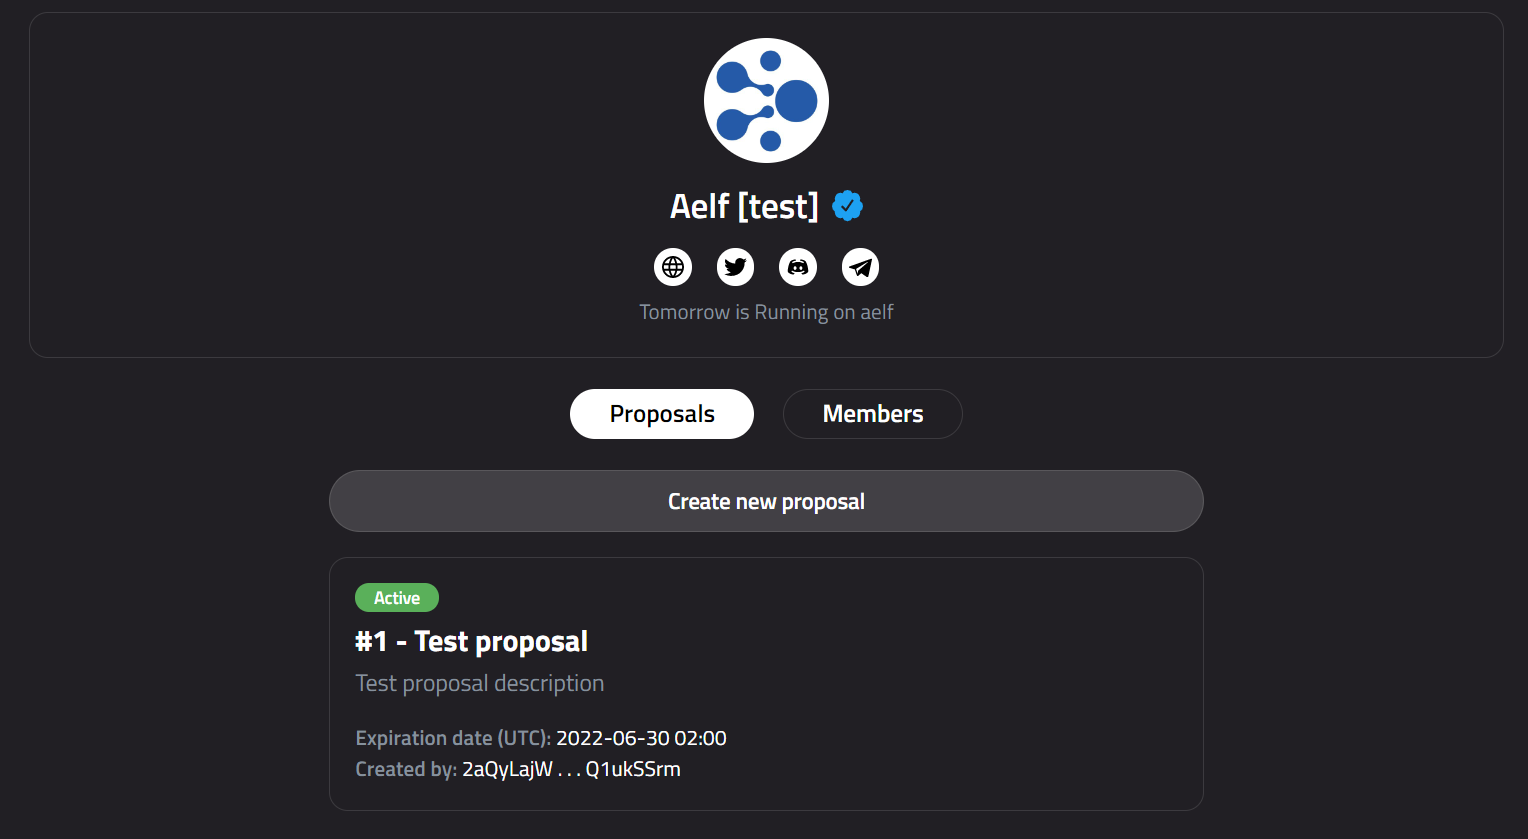 Aelf [test]
Tomorrow is Running on aelf
Proposals
Members
Create new proposal
Active
#1 - Test proposal
Test proposal description
Expiration date (UTC): 2022-06-30 02:00
Created by: 2aQyLajW . . . Q1ukSSrm